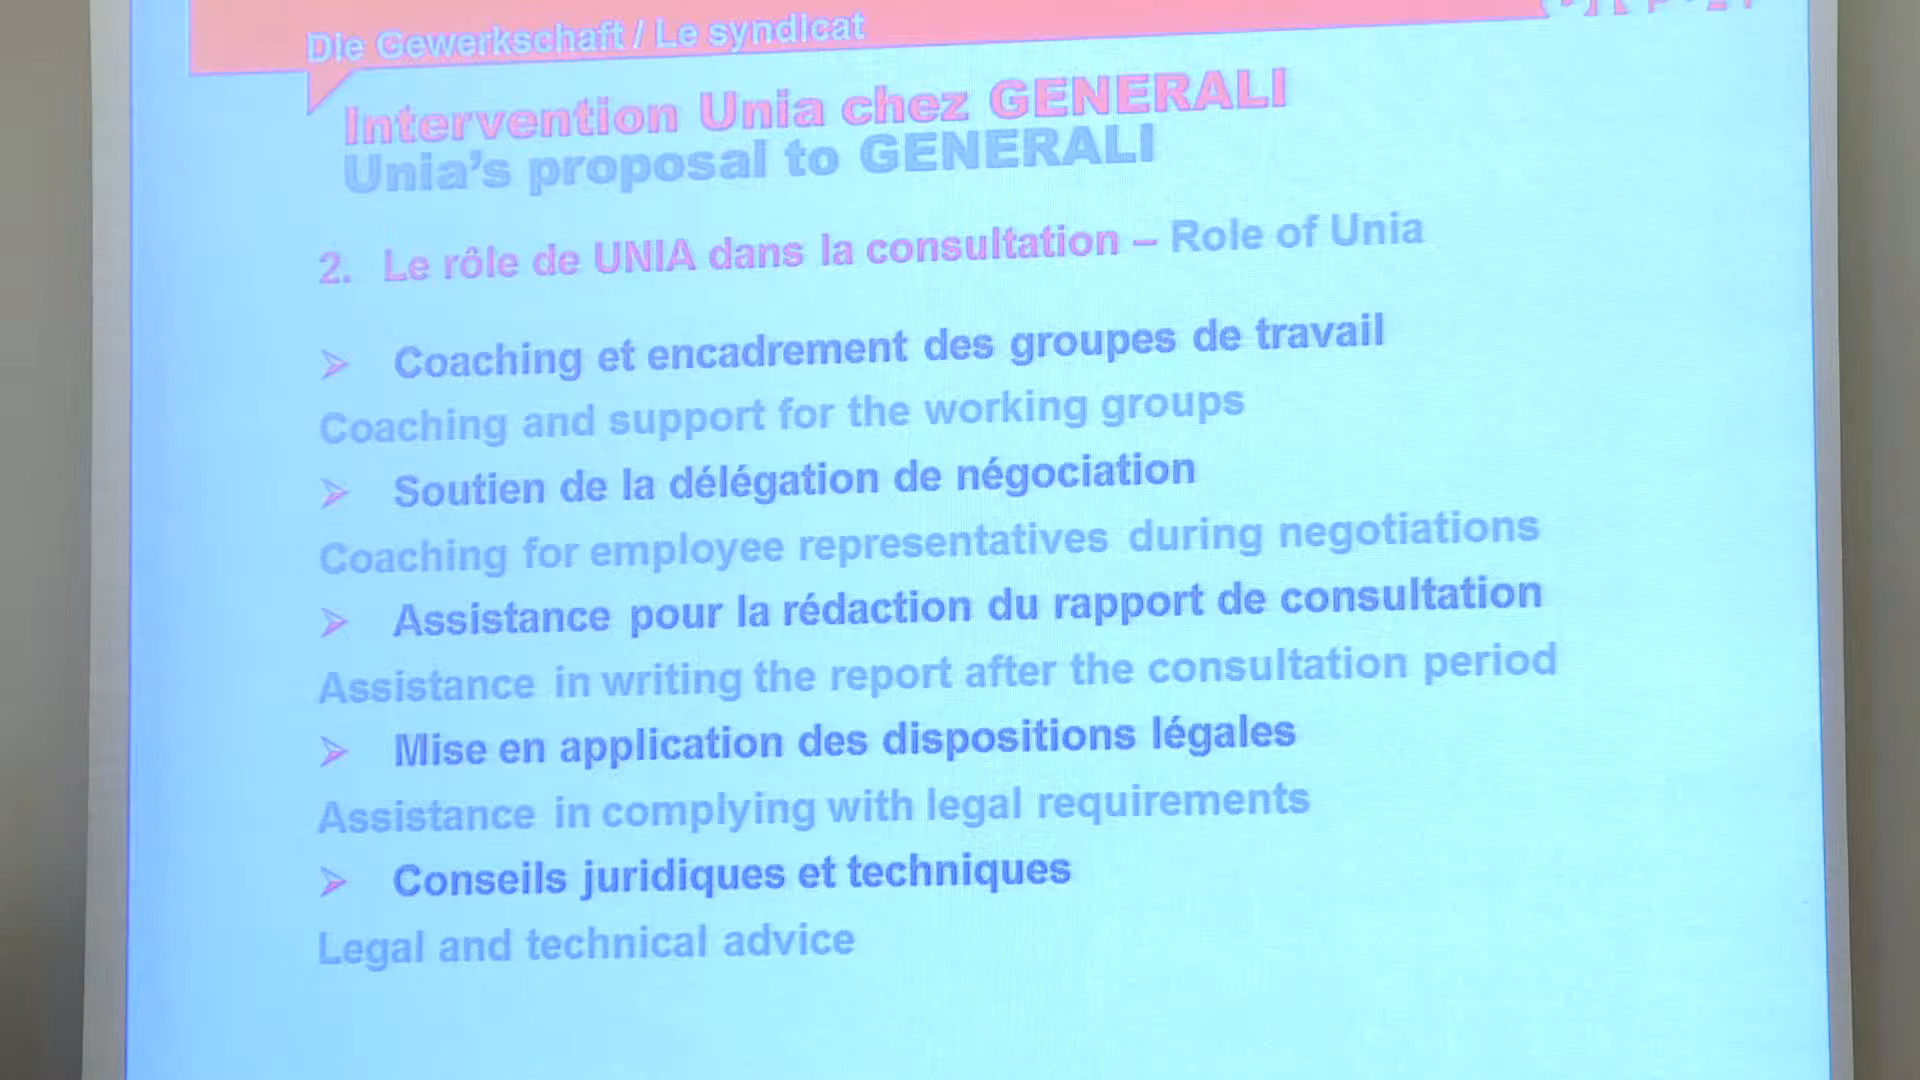 Die Gewerkschaft / Le syndicat
Intervention Unia chez GENERALI
Unia's proposal to GENERALI
2. Le rôle de UNIA dans la consultation – Role of Unia
➢ Coaching et encadrement des groupes de travail
Coaching and support for the working groups
➢ Soutien de la délégation de négociation
Coaching for employee representatives during negotiations
➢ Assistance pour la rédaction du rapport de consultation
Assistance in writing the report after the consultation period
➢ Mise en application des dispositions légales
Assistance in complying with legal requirements
➢ Conseils juridiques et techniques
Legal and technical advice